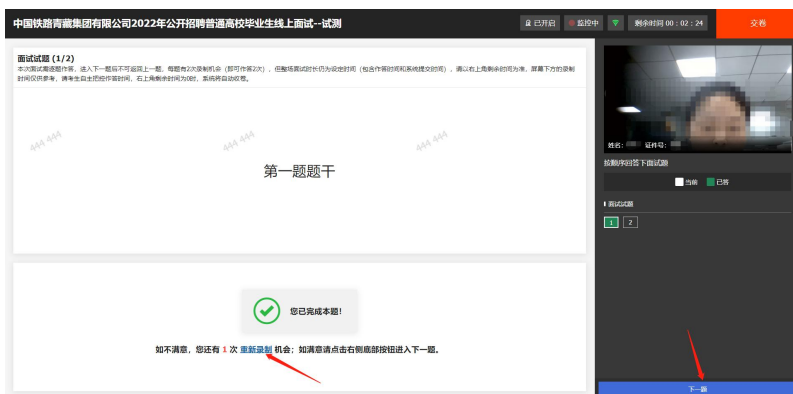 中国铁路青藏集团有限公司2022年公开招聘普通高校毕业生线上面试--试测
已开启
监控中
剩余时间 00：02：24
交卷
面试试题 (1/2)
本次面试需逐题作答，进入下一题后不可返回上一题，每题有2次录制机会（即可作答2次），但整场面试时长仍为设定时间（包含作答时间和系统提交时间），请以右上角剩余时间为准，屏幕下方的录制
时间仅供参考，请考生自主把控作答时间，右上角剩余时间为0时，系统将自动收卷。
444 444
444 444
444 444
第一题题干
姓名：
证件号：
按顺序回答下面试题
当前
已答
面试试题
1
2
您已完成本题！
如不满意，您还有 1 次 重新录制 机会；如满意请点击右侧底部按钮进入下一题。
下一题